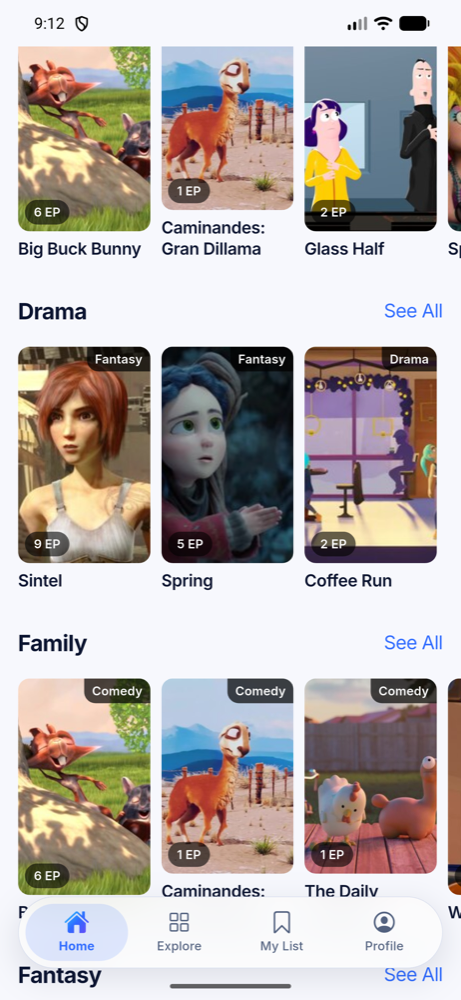 9:12
6 EP
1 EP
2 EP
Big Buck Bunny
Caminandes:
Gran Dillama
Glass Half
Drama
See All
Fantasy
Fantasy
Drama
9 EP
5 EP
2 EP
Sintel
Spring
Coffee Run
Family
See All
Comedy
Comedy
Comedy
6 EP
1 EP
1 EP
Caminandes:
The Daily
Home
Explore
My List
Profile
Fantasy
See All